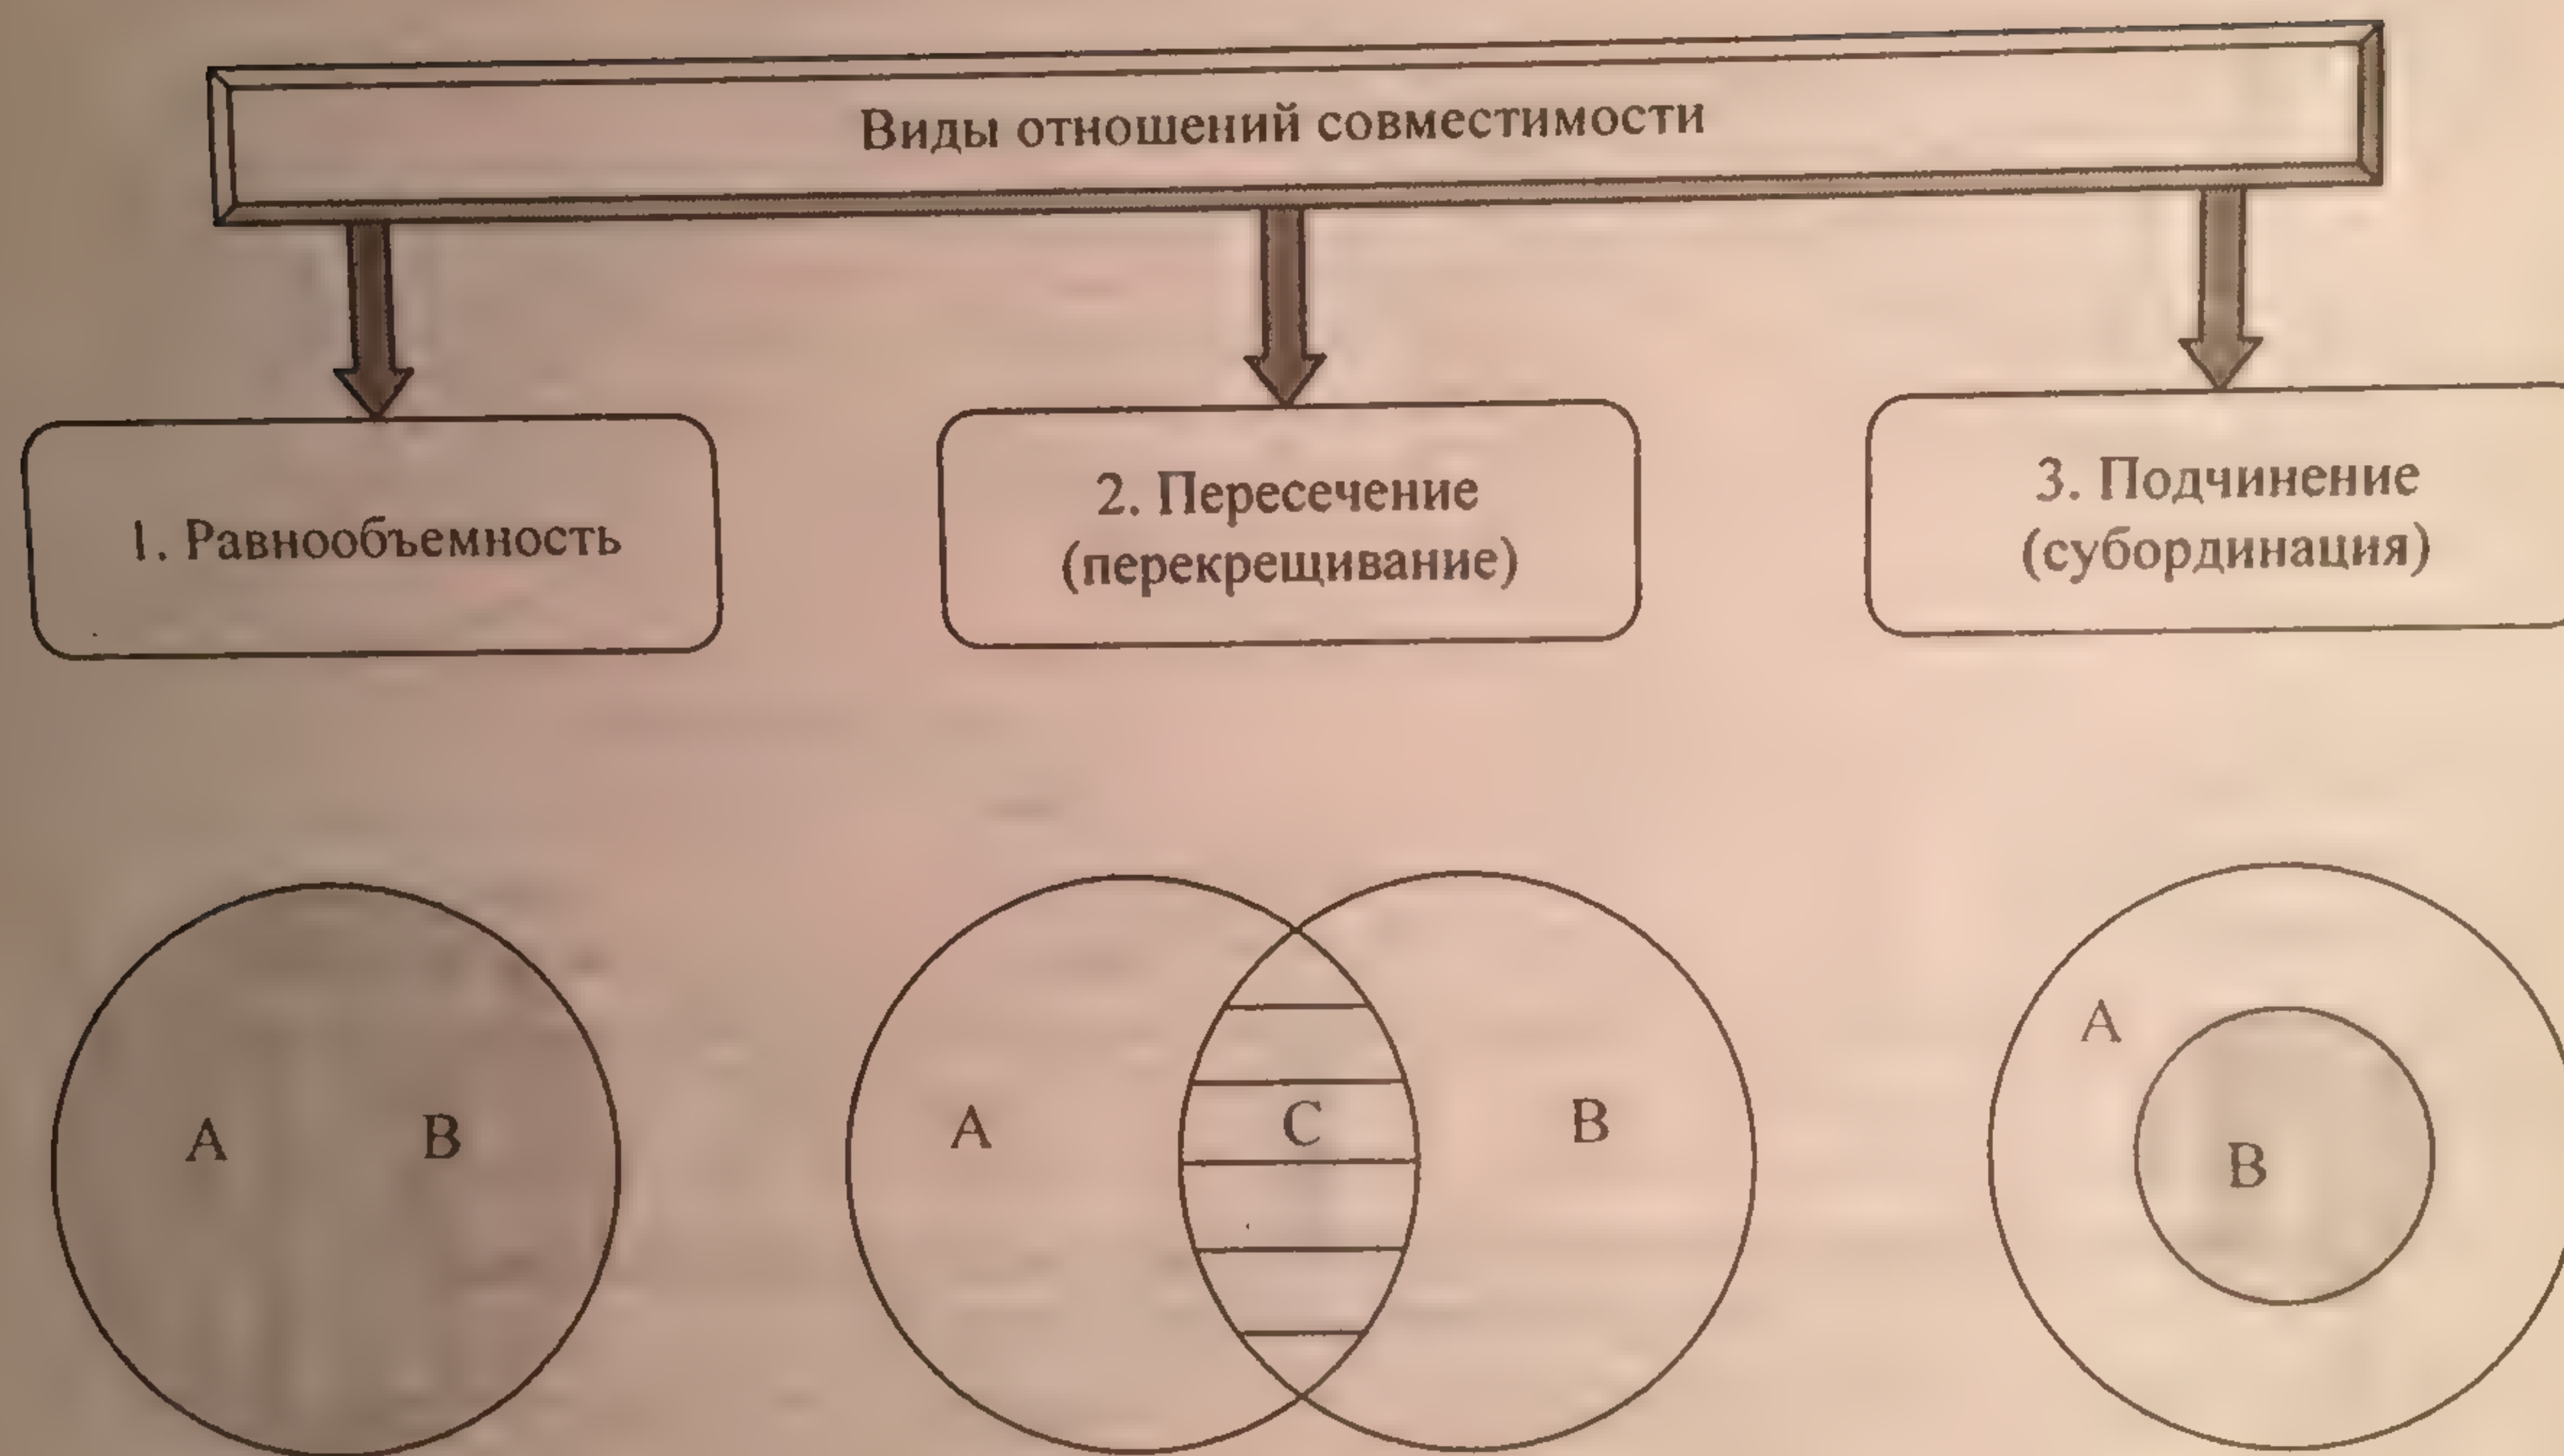 Виды отношений совместимости
1. Равнообъемность
2. Пересечение
(перекрещивание)
3. Подчинение
(субординация)
A B
A C B
A
B